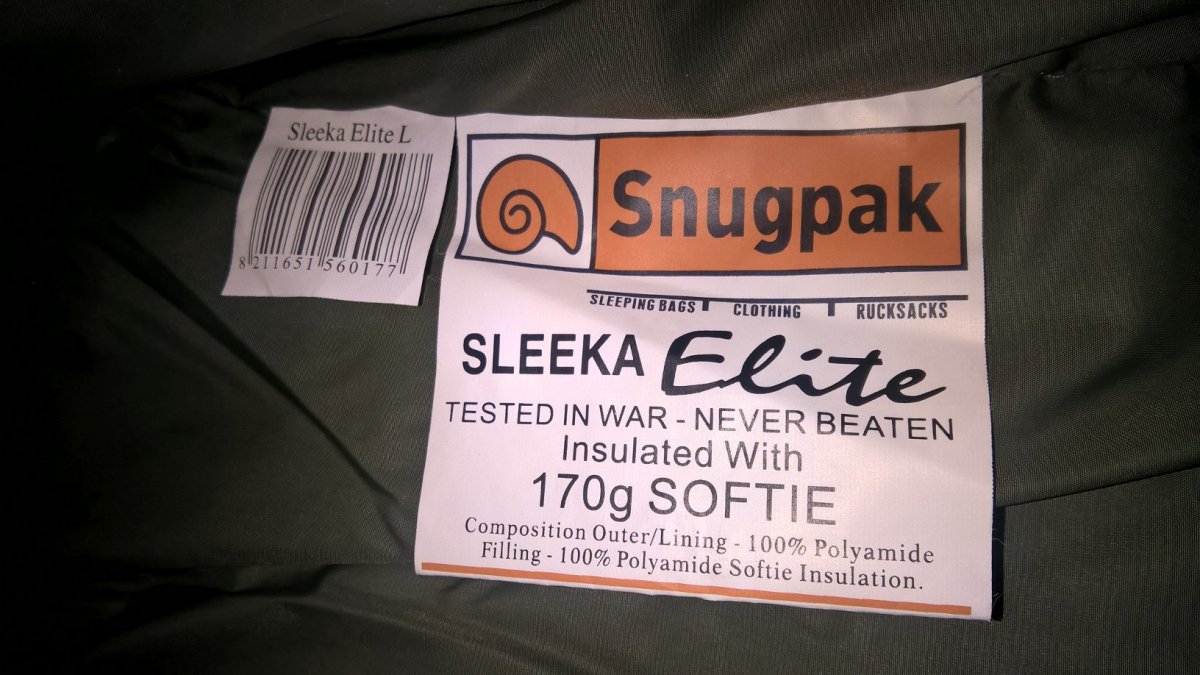 Sleeka Elite L
8 211651 560177
Snugpak
SLEEPING BAGS CLOTHING RUCKSACKS
SLEEKA Elite
TESTED IN WAR - NEVER BEATEN
Insulated With
170g SOFTIE
Composition Outer/Lining - 100% Polyamide
Filling - 100% Polyamide Softie Insulation.